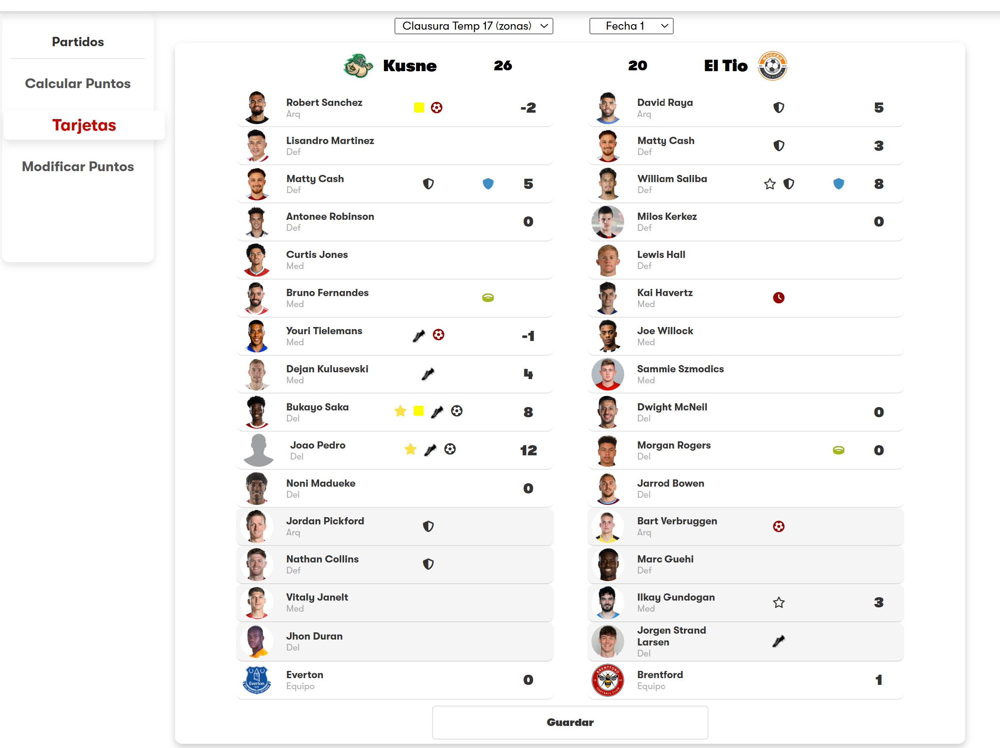 Partidos
Calcular Puntos
Tarjetas
Modificar Puntos
Clausura Temp 17 (zonas)
Fecha 1
Kusne
26
20
El Tio
SOCCER
Robert Sanchez
Arq
-2
Lisandro Martinez
Def
Matty Cash
Def
5
Antonee Robinson
Def
0
Curtis Jones
Med
Bruno Fernandes
Med
Youri Tielemans
Med
-1
Dejan Kulusevski
Med
4
Bukayo Saka
Del
8
Joao Pedro
Del
12
Noni Madueke
Del
0
Jordan Pickford
Arq
Nathan Collins
Def
Vitaly Janelt
Med
Jhon Duran
Del
Everton
Everton
Equipo
0
David Raya
Arq
5
Matty Cash
Def
3
William Saliba
Def
8
Milos Kerkez
Def
0
Lewis Hall
Def
Kai Havertz
Med
Joe Willock
Med
Sammie Szmodics
Med
Dwight McNeil
Del
0
Morgan Rogers
Del
0
Jarrod Bowen
Del
Bart Verbruggen
Arq
Marc Guehi
Def
Ilkay Gundogan
Med
3
Jorgen Strand
Larsen
Del
BRENTFORD
FOOTBALL CLUB
Brentford
Equipo
1
Guardar